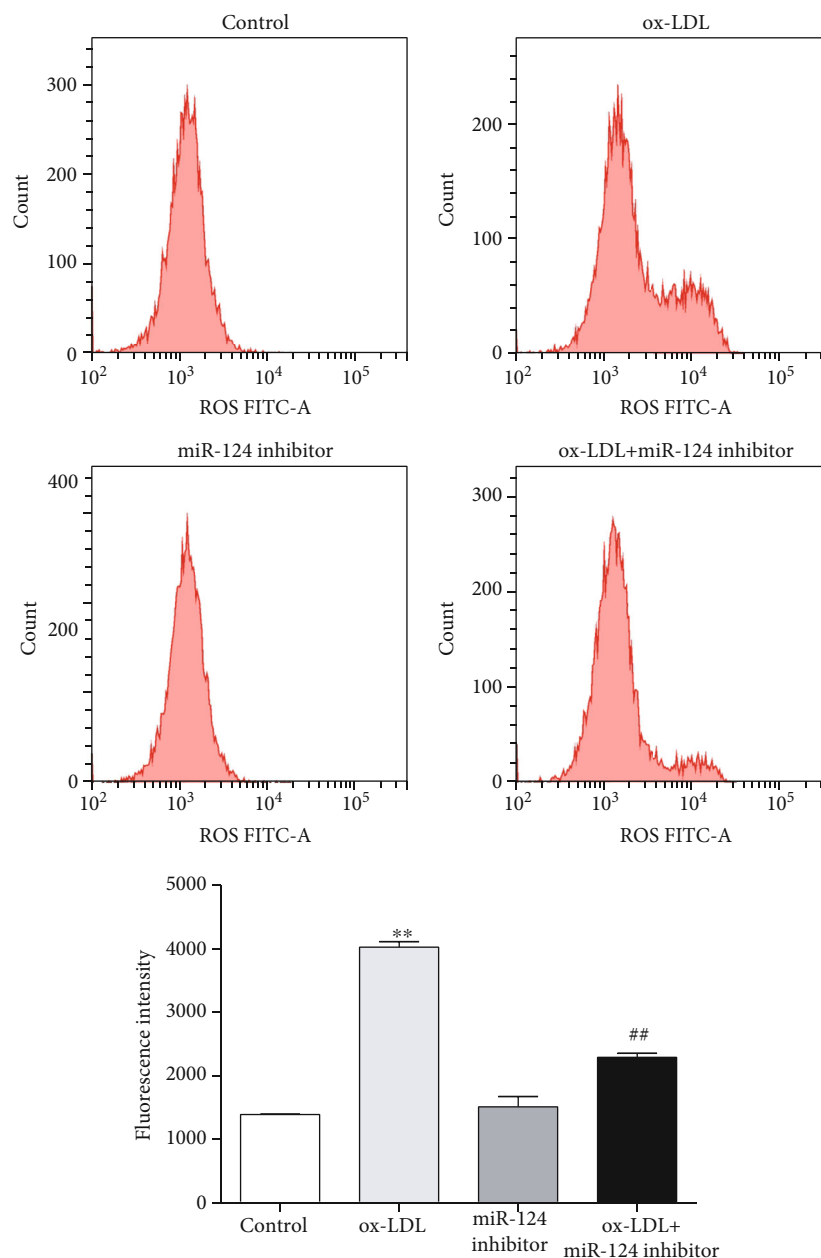 Control
300
200
100
0
Count
10² 10³ 10⁴ 10⁵
ROS FITC-A
ox-LDL
200
100
0
Count
10² 10³ 10⁴ 10⁵
ROS FITC-A
miR-124 inhibitor
400
200
0
Count
10² 10³ 10⁴ 10⁵
ROS FITC-A
ox-LDL+miR-124 inhibitor
300
200
100
0
Count
10² 10³ 10⁴ 10⁵
ROS FITC-A
5000
4000
3000
2000
1000
0
Fluorescence intensity
**
##
Control
ox-LDL
miR-124
inhibitor
ox-LDL+
miR-124 inhibitor